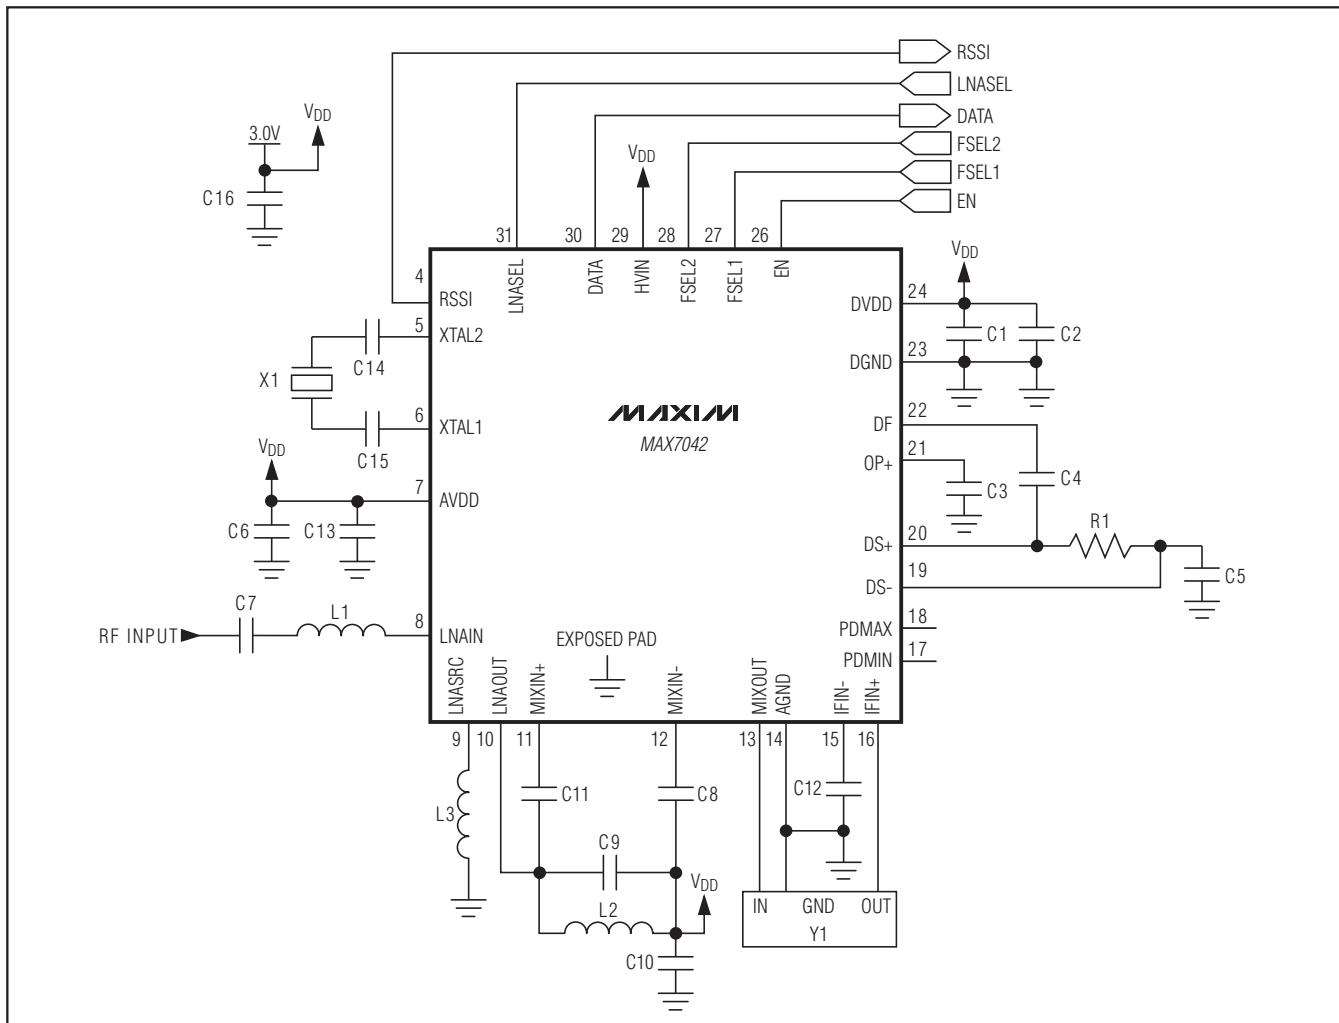 RSSI
LNASEL
DATA
FSEL2
FSEL1
EN
VDD
3.0V
C16
VDD
31
30
29
28
27
26
LNASEL
DATA
HVIN
FSEL2
FSEL1
EN
4
RSSI
5
XTAL2
C14
X1
6
XTAL1
C15
VDD
7
AVDD
C6
C13
C7
L1
RF INPUT
8
LNAIN
MAXIM
MAX7042
VDD
24
DVDD
C1
C2
23
DGND
22
DF
21
OP+
C3
C4
20
DS+
R1
19
DS-
C5
18
PDMAX
17
PDMIN
EXPOSED PAD
LNASRC
LNAOUT
MIXIN+
MIXIN-
MIXOUT
AGND
IFIN-
IFIN+
9
10
11
12
13
14
15
16
L3
C11
C8
C12
C9
VDD
L2
C10
IN
GND
OUT
Y1